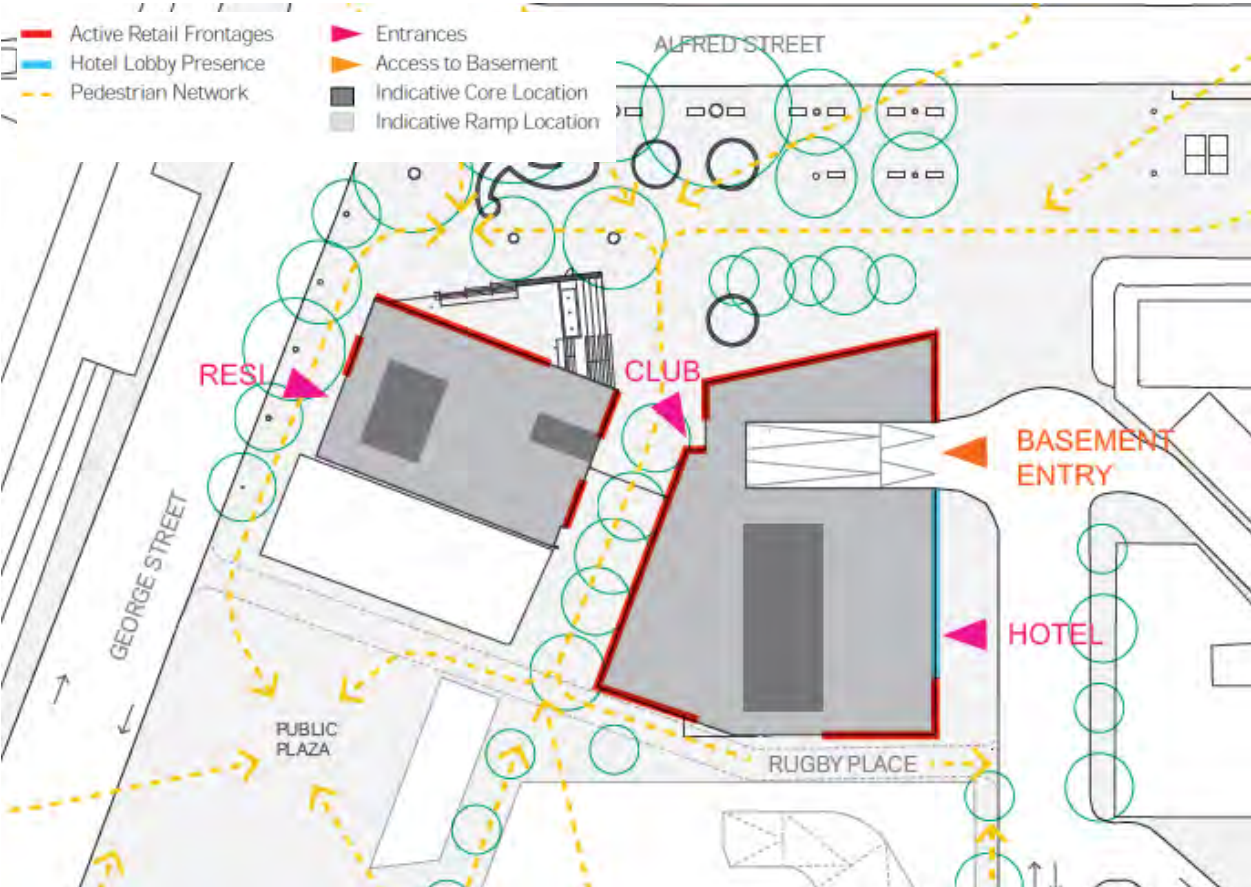 Active Retail Frontages
Hotel Lobby Presence
Pedestrian Network
Entrances
Access to Basement
Indicative Core Location
Indicative Ramp Location
ALFRED STREET
RESI
CLUB
BASEMENT
ENTRY
GEORGE STREET
HOTEL
PUBLIC
PLAZA
RUGBY PLACE